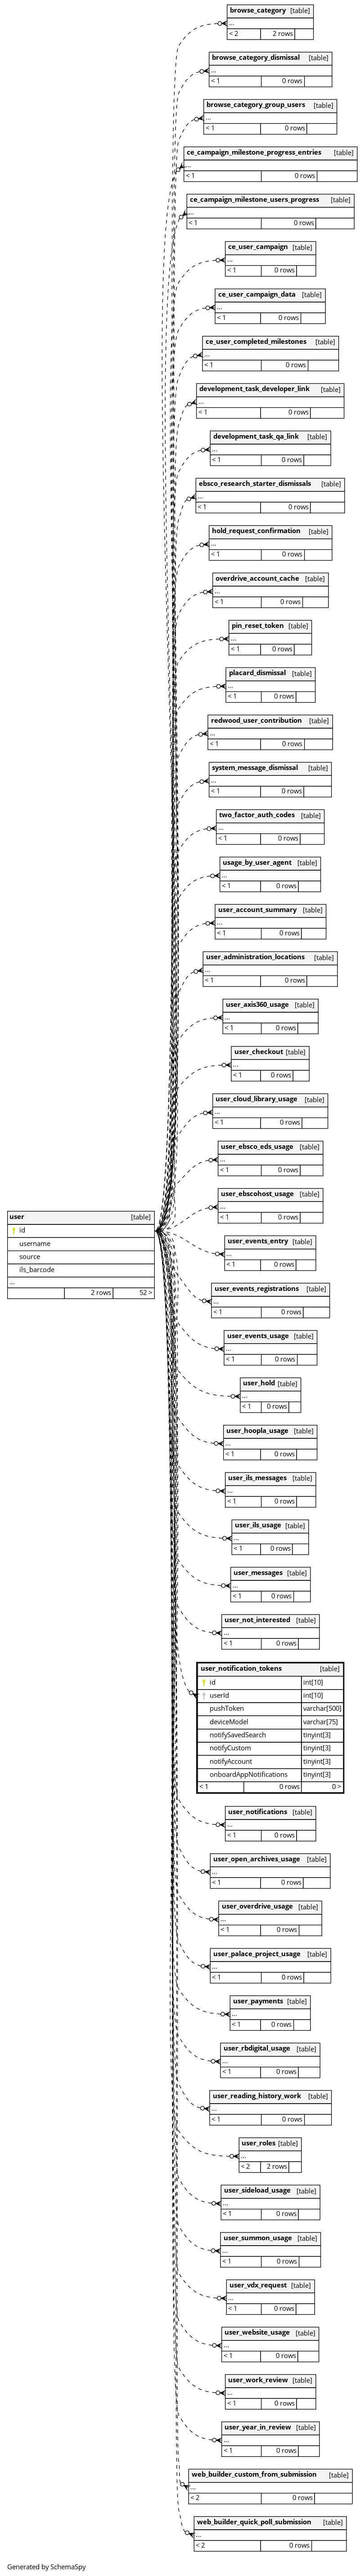 browse_category [table]
...
< 2 2 rows
browse_category_dismissal [table]
...
< 1 0 rows
browse_category_group_users [table]
...
< 1 0 rows
ce_campaign_milestone_progress_entries [table]
...
< 1 0 rows
ce_campaign_milestone_users_progress [table]
...
< 1 0 rows
ce_user_campaign [table]
...
< 1 0 rows
ce_user_campaign_data [table]
...
< 1 0 rows
ce_user_completed_milestones [table]
...
< 1 0 rows
development_task_developer_link [table]
...
< 1 0 rows
development_task_qa_link [table]
...
< 1 0 rows
ebsco_research_starter_dismissals [table]
...
< 1 0 rows
hold_request_confirmation [table]
...
< 1 0 rows
overdrive_account_cache [table]
...
< 1 0 rows
pin_reset_token [table]
...
< 1 0 rows
placard_dismissal [table]
...
< 1 0 rows
redwood_user_contribution [table]
...
< 1 0 rows
system_message_dismissal [table]
...
< 1 0 rows
two_factor_auth_codes [table]
...
< 1 0 rows
usage_by_user_agent [table]
...
< 1 0 rows
user_account_summary [table]
...
< 1 0 rows
user_administration_locations [table]
...
< 1 0 rows
user_axis360_usage [table]
...
< 1 0 rows
user_checkout [table]
...
< 1 0 rows
user_cloud_library_usage [table]
...
< 1 0 rows
user_ebsco_eds_usage [table]
...
< 1 0 rows
user_ebscohost_usage [table]
...
< 1 0 rows
user [table]
id
username
source
ils_barcode
...
2 rows 52 >
user_events_entry [table]
...
< 1 0 rows
user_events_registrations [table]
...
< 1 0 rows
user_events_usage [table]
...
< 1 0 rows
user_hold [table]
...
< 1 0 rows
user_hoopla_usage [table]
...
< 1 0 rows
user_ils_messages [table]
...
< 1 0 rows
user_ils_usage [table]
...
< 1 0 rows
user_messages [table]
...
< 1 0 rows
user_not_interested [table]
...
< 1 0 rows
user_notification_tokens [table]
id int[10]
userId int[10]
pushToken varchar[500]
deviceModel varchar[75]
notifySavedSearch tinyint[3]
notifyCustom tinyint[3]
notifyAccount tinyint[3]
onboardAppNotifications tinyint[3]
< 1 0 rows 0 >
user_notifications [table]
...
< 1 0 rows
user_open_archives_usage [table]
...
< 1 0 rows
user_overdrive_usage [table]
...
< 1 0 rows
user_palace_project_usage [table]
...
< 1 0 rows
user_payments [table]
...
< 1 0 rows
user_rbdigital_usage [table]
...
< 1 0 rows
user_reading_history_work [table]
...
< 1 0 rows
user_roles [table]
...
< 2 2 rows
user_sideload_usage [table]
...
< 1 0 rows
user_summon_usage [table]
...
< 1 0 rows
user_vdx_request [table]
...
< 1 0 rows
user_website_usage [table]
...
< 1 0 rows
user_work_review [table]
...
< 1 0 rows
user_year_in_review [table]
...
< 1 0 rows
web_builder_custom_from_submission [table]
...
< 2 0 rows
web_builder_quick_poll_submission [table]
...
< 2 0 rows
Generated by SchemaSpy